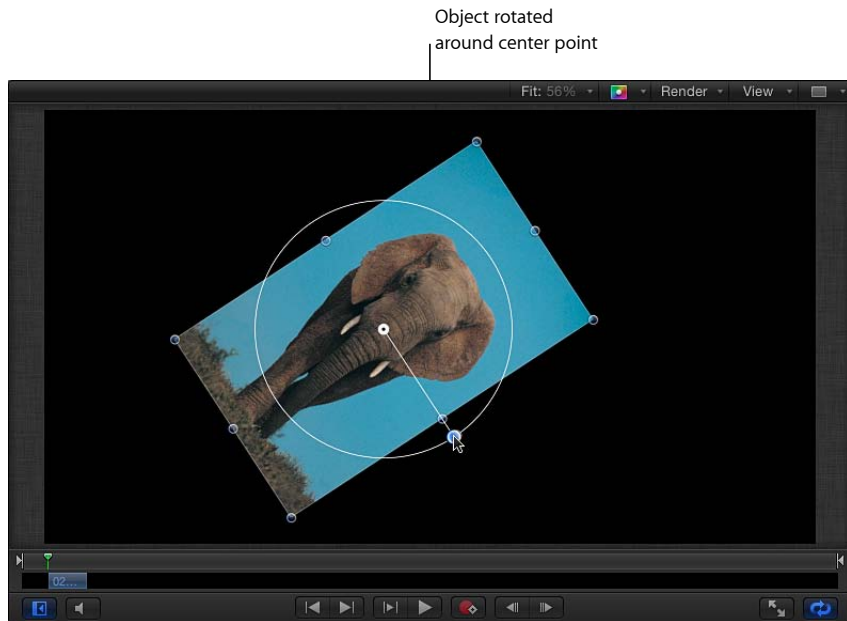 Object rotated
around center point
Fit: 56%
Render
View
02...